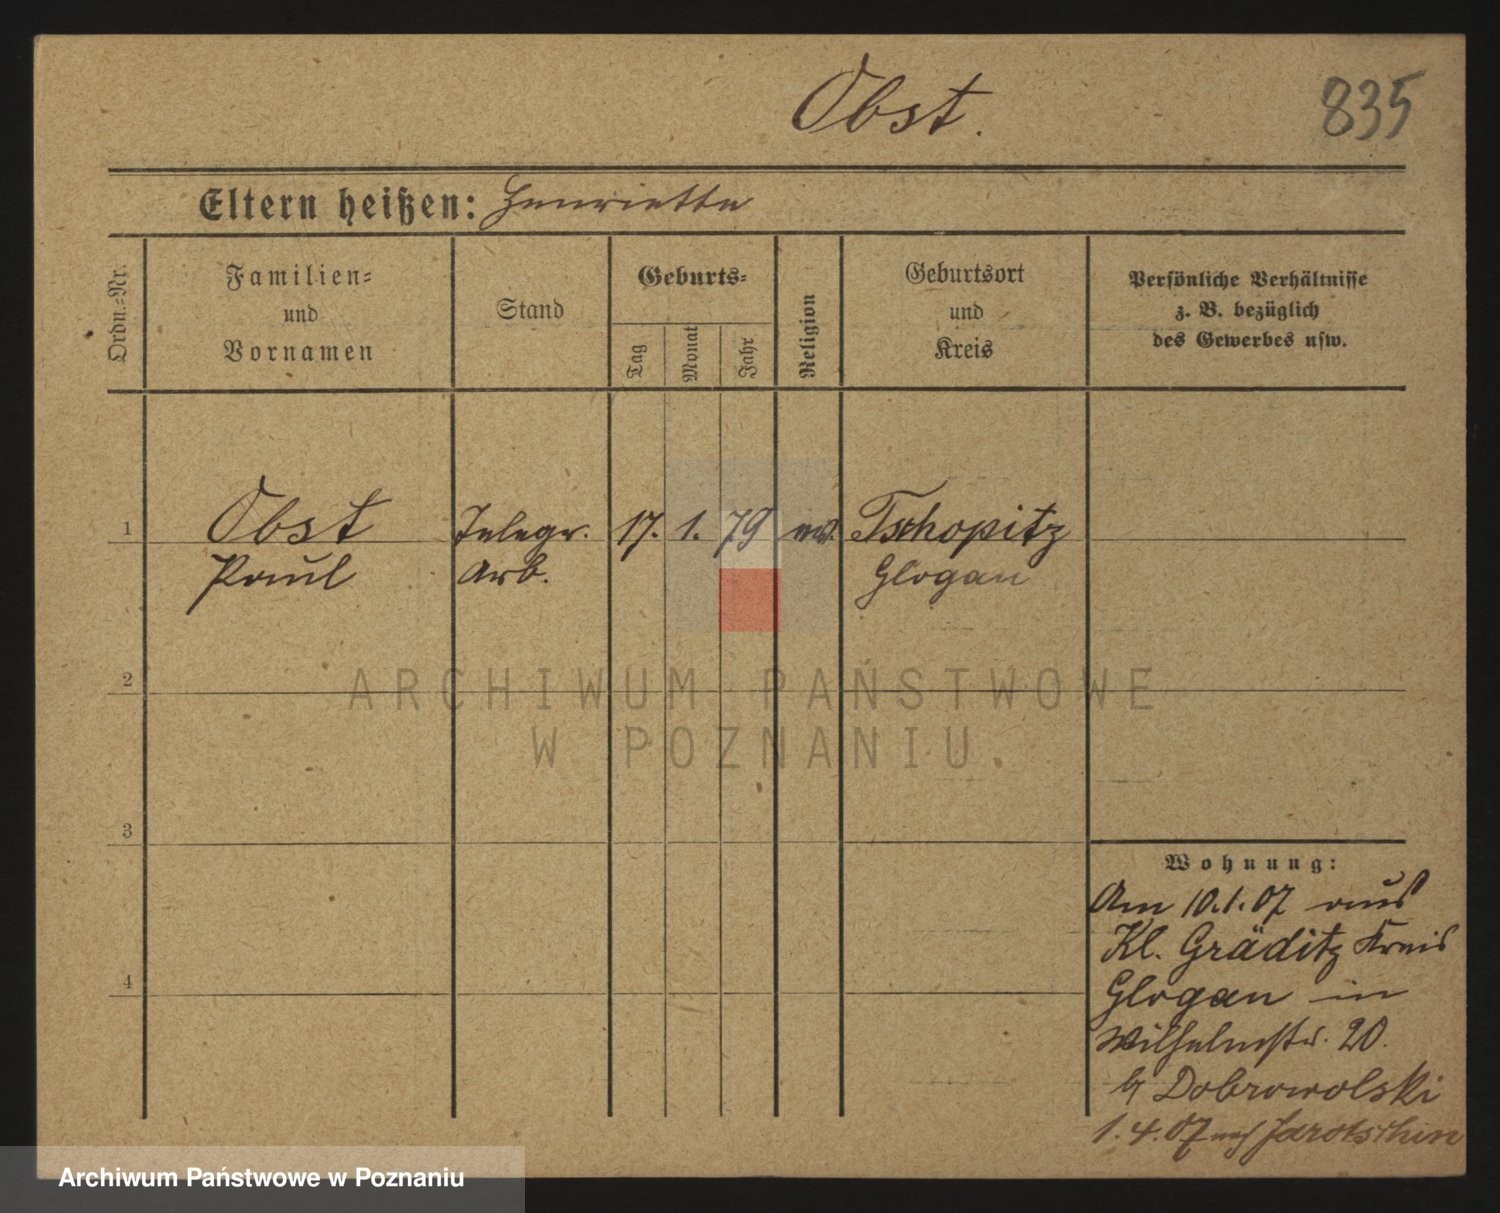 Obst.
835
Eltern heißen: Henriette
Ordn.-Nr.
Familien-
und
Vornamen
Stand
Geburts-
Tag
Monat
Jahr
Religion
Geburtsort
und
Kreis
Persönliche Verhältnisse
z. B. bezüglich
des Gewerbes usw.
1
Obst Telegr. 17. 1. 79 ev. Tschopitz
Paul Arb. Glogau
2
ARCHIWUM PAŃSTWOWE
W POZNANIU
3
Wohnung:
Am 10.1.07 aus
Kl. Gräditz Kreis
4
Glogau in
Wilhelmstr. 20.
b/ Dobrowolski
1.4.07 nach Jarotschin
Archiwum Państwowe w Poznaniu